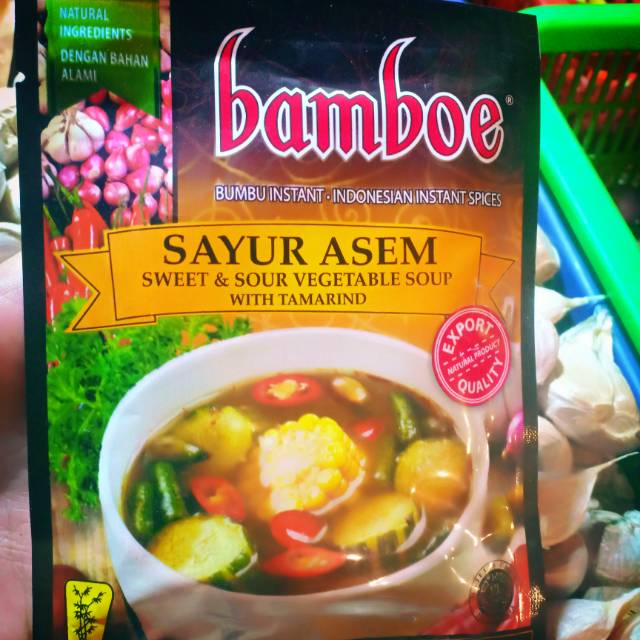 NATURAL
INGREDIENTS
DENGAN BAHAN
ALAMI
bamboe®
BUMBU INSTANT · INDONESIAN INSTANT SPICES
SAYUR ASEM
SWEET & SOUR VEGETABLE SOUP
WITH TAMARIND
EXPORT
NATURAL PRODUCT
QUALITY